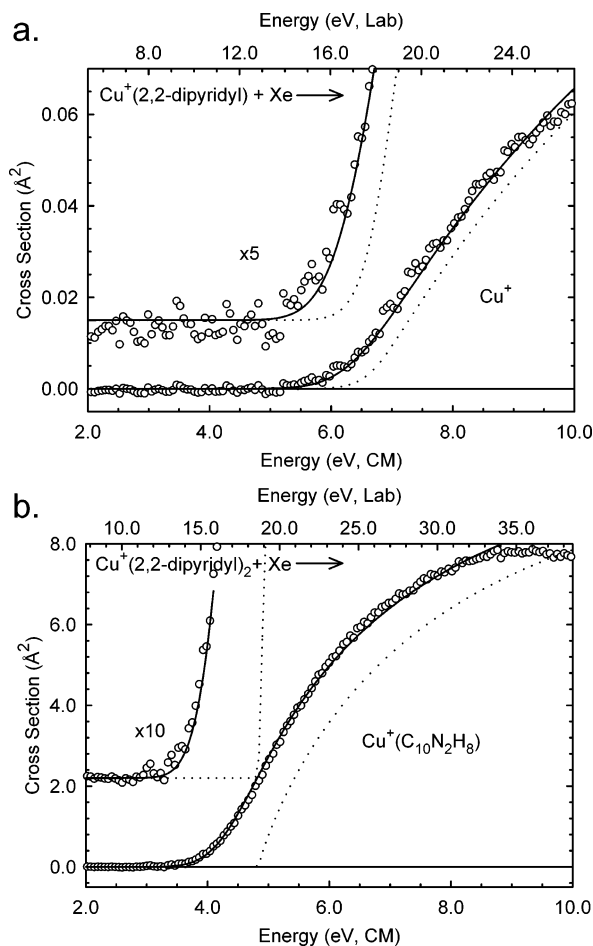 a.
Energy (eV, Lab)
8.0 12.0 16.0 20.0 24.0
Cu⁺(2,2-dipyridyl) + Xe
0.06
0.04
0.02
0.00
Cross Section (Å²)
x5
Cu⁺
2.0 4.0 6.0 8.0 10.0
Energy (eV, CM)
b.
Energy (eV, Lab)
10.0 15.0 20.0 25.0 30.0 35.0
Cu⁺(2,2-dipyridyl)₂+ Xe
8.0
6.0
4.0
2.0
0.0
Cross Section (Å²)
x10
Cu⁺(C₁₀N₂H₈)
2.0 4.0 6.0 8.0 10.0
Energy (eV, CM)